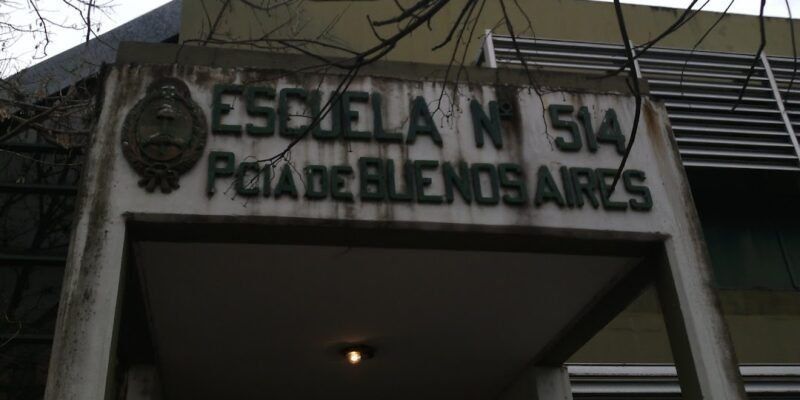 ESCUELA Nº 514
PCIA DE BUENOS AIRES